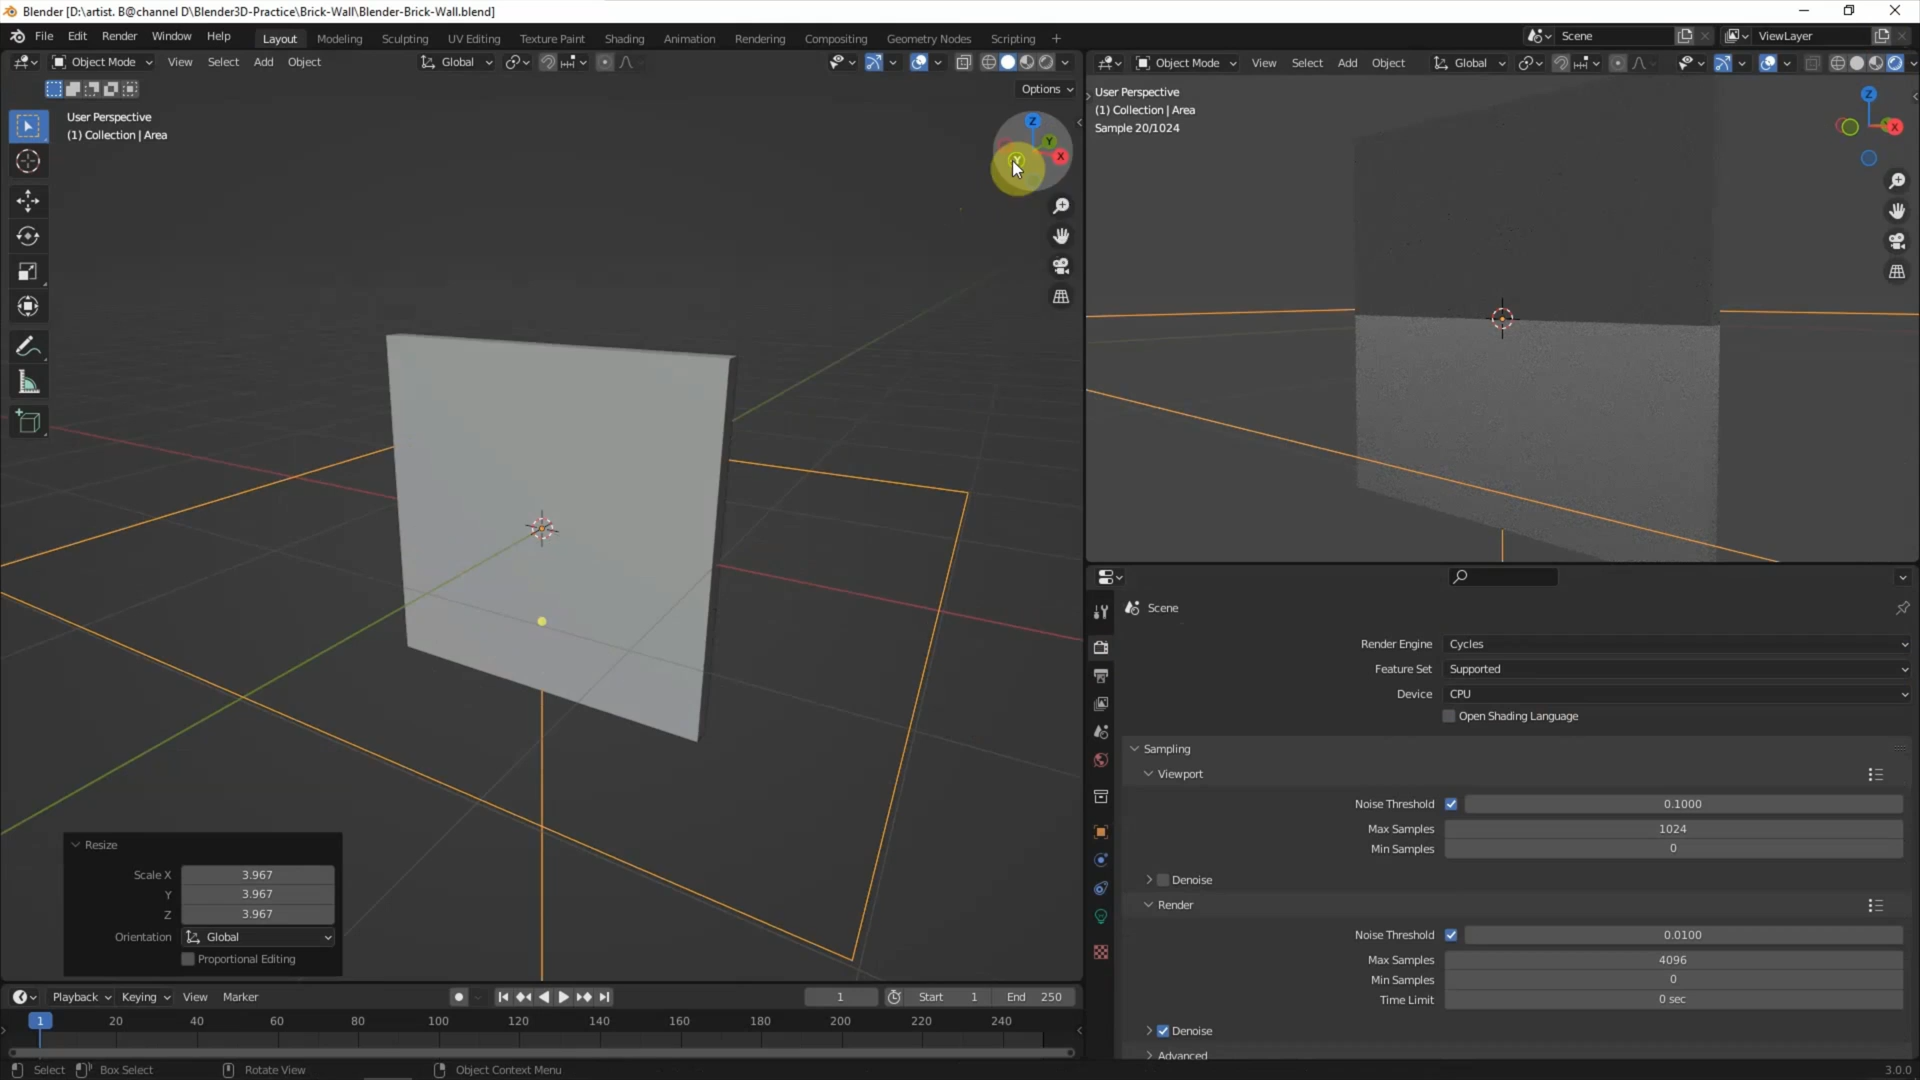 Blender [D:\artist. B@channel D\Blender3D-Practice\Brick-Wall\Blender-Brick-Wall.blend]
File Edit Render Window Help Layout Modeling Sculpting UV Editing Texture Paint Shading Animation Rendering Compositing Geometry Nodes Scripting + Scene ViewLayer
Object Mode View Select Add Object Global
Object Mode View Select Add Object Global
Options
User Perspective
(1) Collection | Area
Z
Y
X
Y
User Perspective
(1) Collection | Area
Sample 20/1024
Z
X
Resize
Scale X 3.967
Y 3.967
Z 3.967
Orientation Global
Proportional Editing
Scene
Render Engine Cycles
Feature Set Supported
Device CPU
Open Shading Language
Sampling
Viewport
Noise Threshold 0.1000
Max Samples 1024
Min Samples 0
Denoise
Render
Noise Threshold 0.0100
Max Samples 4096
Min Samples 0
Time Limit 0 sec
Denoise
Advanced
Playback Keying View Marker 1 Start 1 End 250
1 20 40 60 80 100 120 140 160 180 200 220 240
Select Box Select Rotate View Object Context Menu 3.0.0